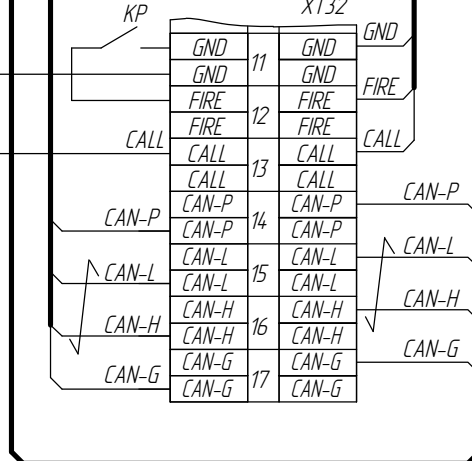 KP XT32
GND GND GND
11
GND GND
FIRE FIRE FIRE
12
FIRE FIRE
CALL CALL CALL CALL
13
CALL CALL
CAN-P CAN-P CAN-P
CAN-P 14
CAN-P CAN-P
CAN-L CAN-L CAN-L
CAN-L 15
CAN-L CAN-L
CAN-H CAN-H CAN-H
CAN-H 16
CAN-H CAN-H
CAN-G CAN-G CAN-G
CAN-G 17
CAN-G CAN-G